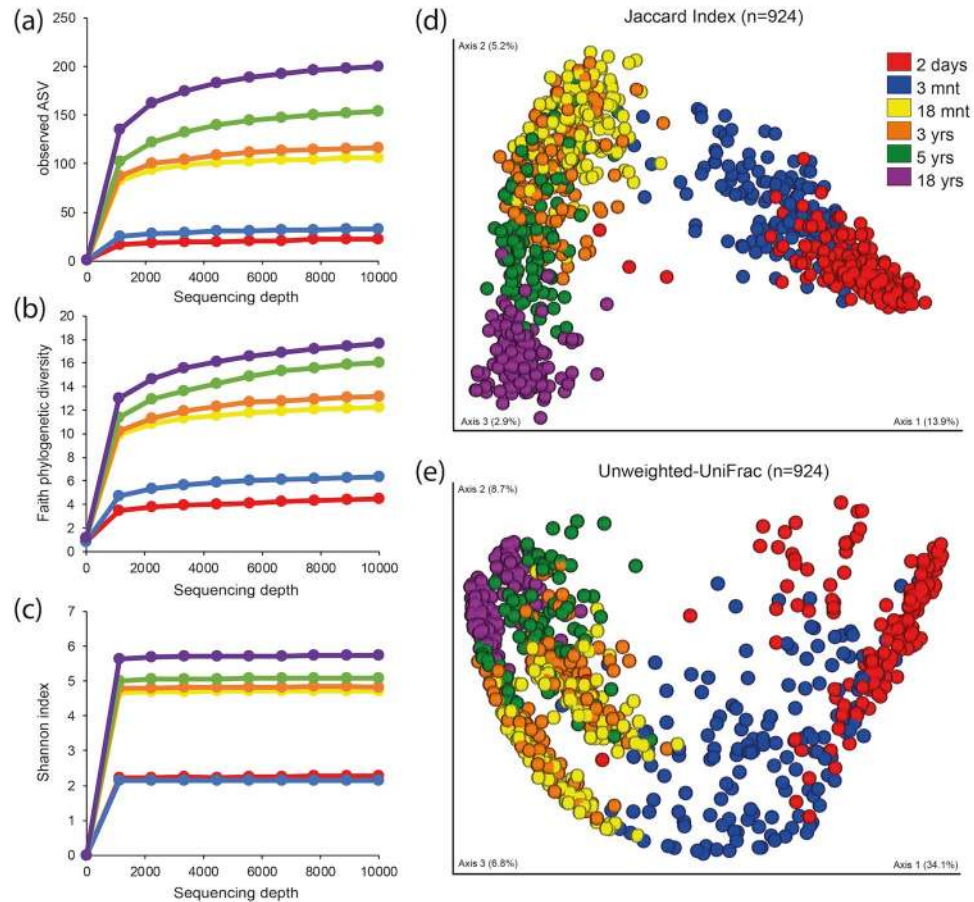 (a)
250
200
150
100
50
0
observed ASV
0 2000 4000 6000 8000 10000
Sequencing depth
(b)
20
18
16
14
12
10
8
6
4
2
0
Faith phylogenetic diversity
0 2000 4000 6000 8000 10000
Sequencing depth
(c)
7
6
5
4
3
2
1
0
Shannon index
0 2000 4000 6000 8000 10000
Sequencing depth
(d)
Jaccard Index (n=924)
Axis 2 (5.2%)
2 days
3 mnt
18 mnt
3 yrs
5 yrs
18 yrs
Axis 3 (2.9%)
Axis 1 (13.9%)
(e)
Unweighted-UniFrac (n=924)
Axis 2 (8.7%)
Axis 3 (6.8%)
Axis 1 (34.1%)